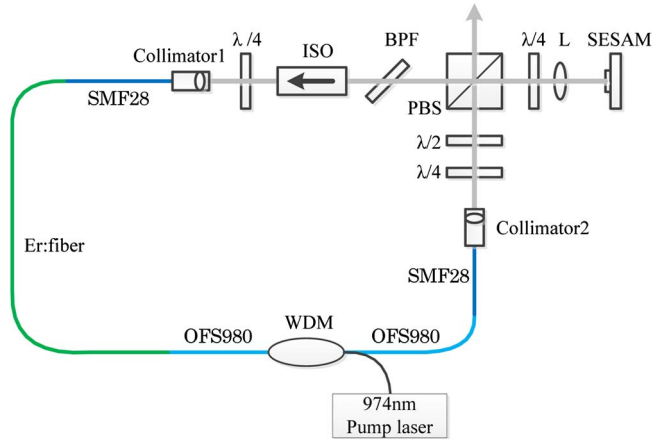 λ /4
ISO
BPF
λ/4
L
SESAM
Collimator1
SMF28
PBS
λ/2
λ/4
Collimator2
Er:fiber
SMF28
OFS980
WDM
OFS980
974nm
Pump laser